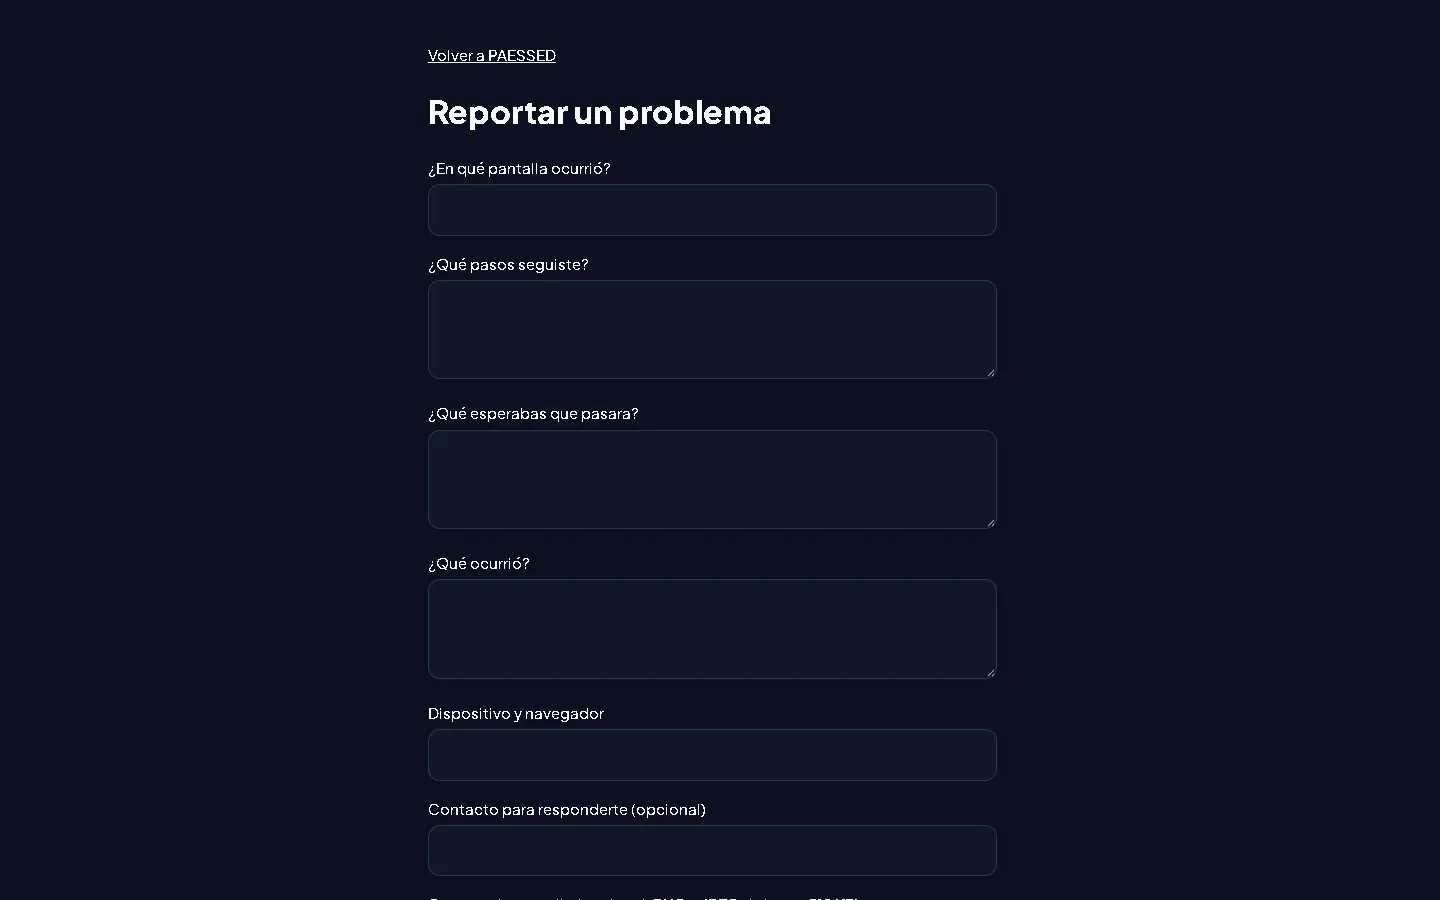 Volver a PAESSED
Reportar un problema
¿En qué pantalla ocurrió?
¿Qué pasos seguiste?
¿Qué esperabas que pasara?
¿Qué ocurrió?
Dispositivo y navegador
Contacto para responderte (opcional)